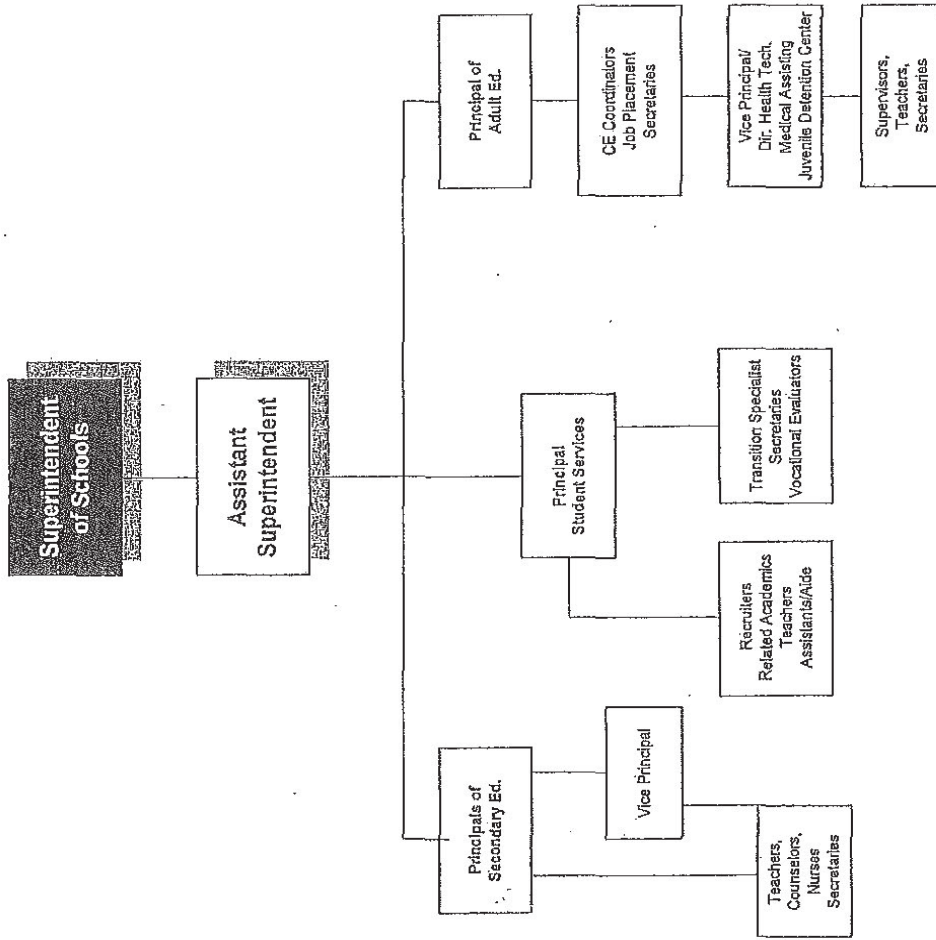 Superintendent
of Schools
Assistant
Superintendent
Principals of
Secondary Ed.
Vice Principal
Teachers,
Counselors,
Nurses
Secretaries
Principal
Student Services
Recruiters
Related Academics
Teachers
Assistants/Aide
Transition Specialist
Secretaries
Vocational Evaluators
Principal of
Adult Ed.
CE Coordinators
Job Placement
Secretaries
Vice Principal/
Dir. Health Tech.
Medical Assisting
Juvenile Detention Center
Supervisors,
Teachers,
Secretaries